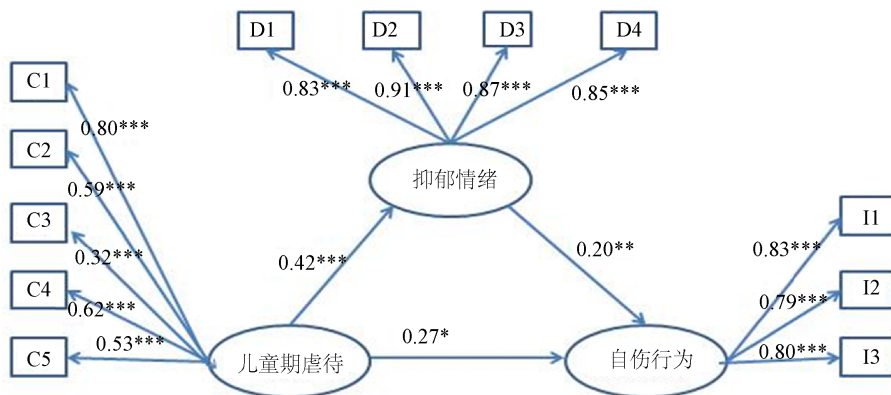 D1
D2
D3
D4
0.83***
0.91***
0.87***
0.85***
C1
C2
C3
C4
C5
0.80***
0.59***
0.32***
0.62***
0.53***
抑郁情绪
0.42***
0.20**
0.27*
儿童期虐待
自伤行为
0.83***
0.79***
0.80***
I1
I2
I3